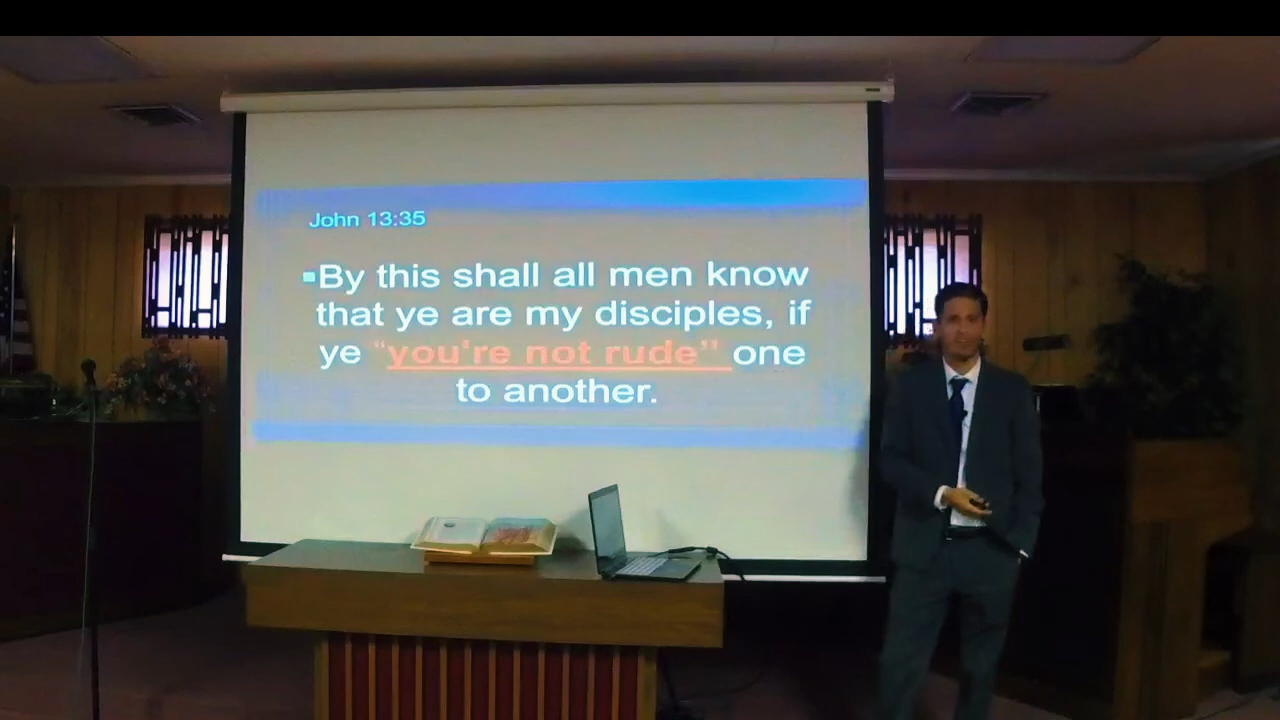 John 13:35
▪By this shall all men know
that ye are my disciples, if
ye "you're not rude" one
to another.